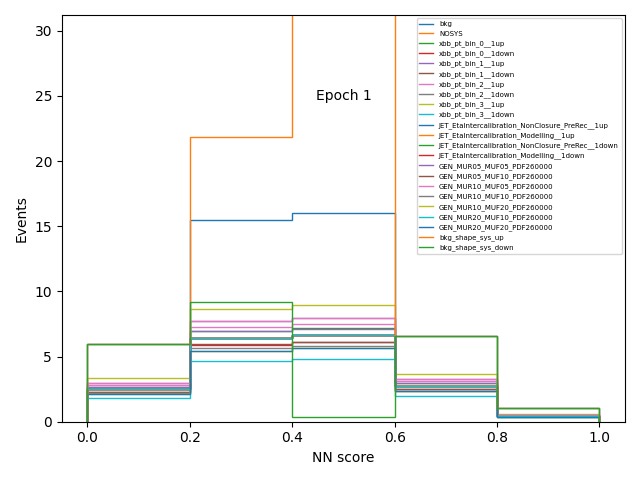 bkg
NOSYS
xbb_pt_bin_0__1up
xbb_pt_bin_0__1down
xbb_pt_bin_1__1up
xbb_pt_bin_1__1down
xbb_pt_bin_2__1up
xbb_pt_bin_2__1down
xbb_pt_bin_3__1up
xbb_pt_bin_3__1down
JET_EtaIntercalibration_NonClosure_PreRec__1up
JET_EtaIntercalibration_Modelling__1up
JET_EtaIntercalibration_NonClosure_PreRec__1down
JET_EtaIntercalibration_Modelling__1down
GEN_MUR05_MUF05_PDF260000
GEN_MUR05_MUF10_PDF260000
GEN_MUR10_MUF05_PDF260000
GEN_MUR10_MUF10_PDF260000
GEN_MUR10_MUF20_PDF260000
GEN_MUR20_MUF10_PDF260000
GEN_MUR20_MUF20_PDF260000
bkg_shape_sys_up
bkg_shape_sys_down
Epoch 1
Events
30
25
20
15
10
5
0
0.0 0.2 0.4 0.6 0.8 1.0
NN score